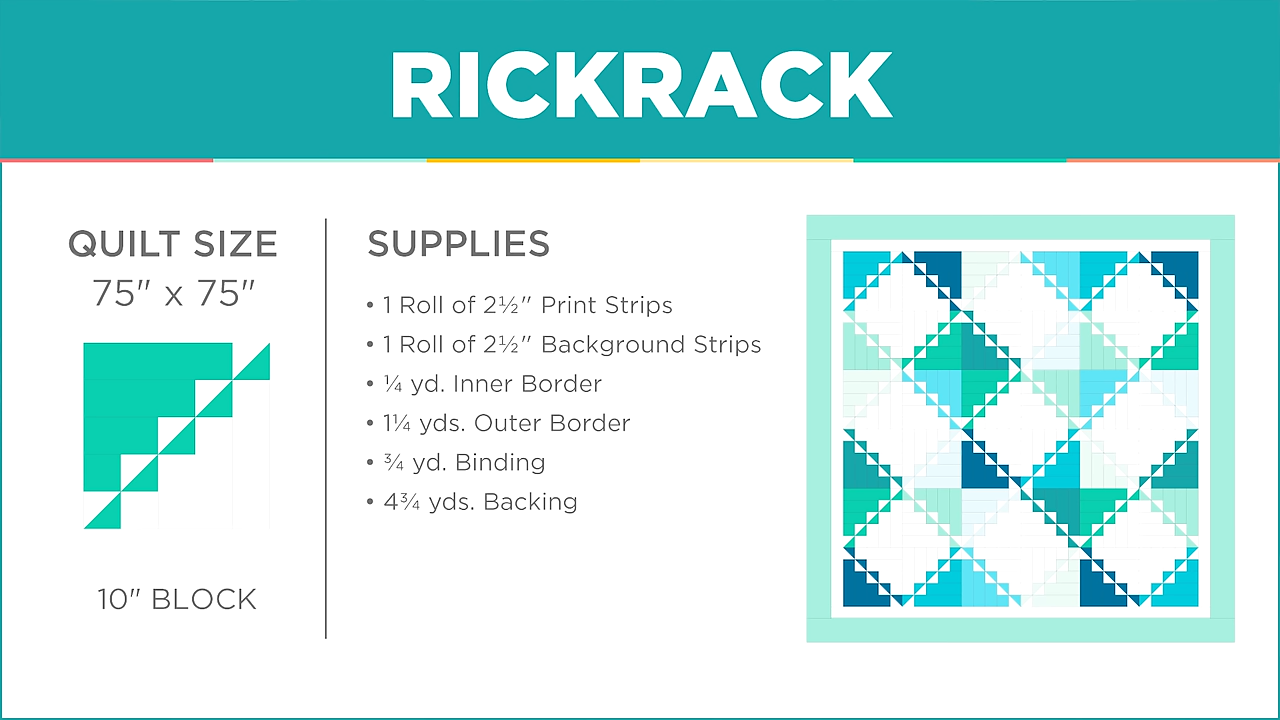 RICKRACK
QUILT SIZE
75" x 75"
10" BLOCK
SUPPLIES
• 1 Roll of 2½" Print Strips
• 1 Roll of 2½" Background Strips
• ¼ yd. Inner Border
• 1¼ yds. Outer Border
• ¾ yd. Binding
• 4¾ yds. Backing